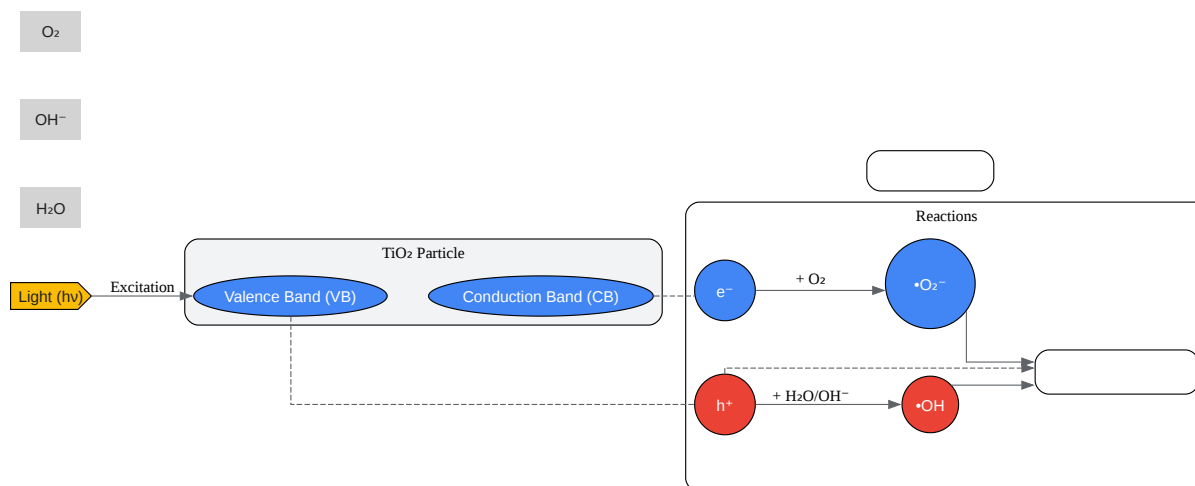 O₂
OH⁻
H₂O
Reactions
TiO₂ Particle
Light (hν)
Excitation
Valence Band (VB)
Conduction Band (CB)
e⁻
+ O₂
•O₂⁻
h⁺
+ H₂O/OH⁻
•OH